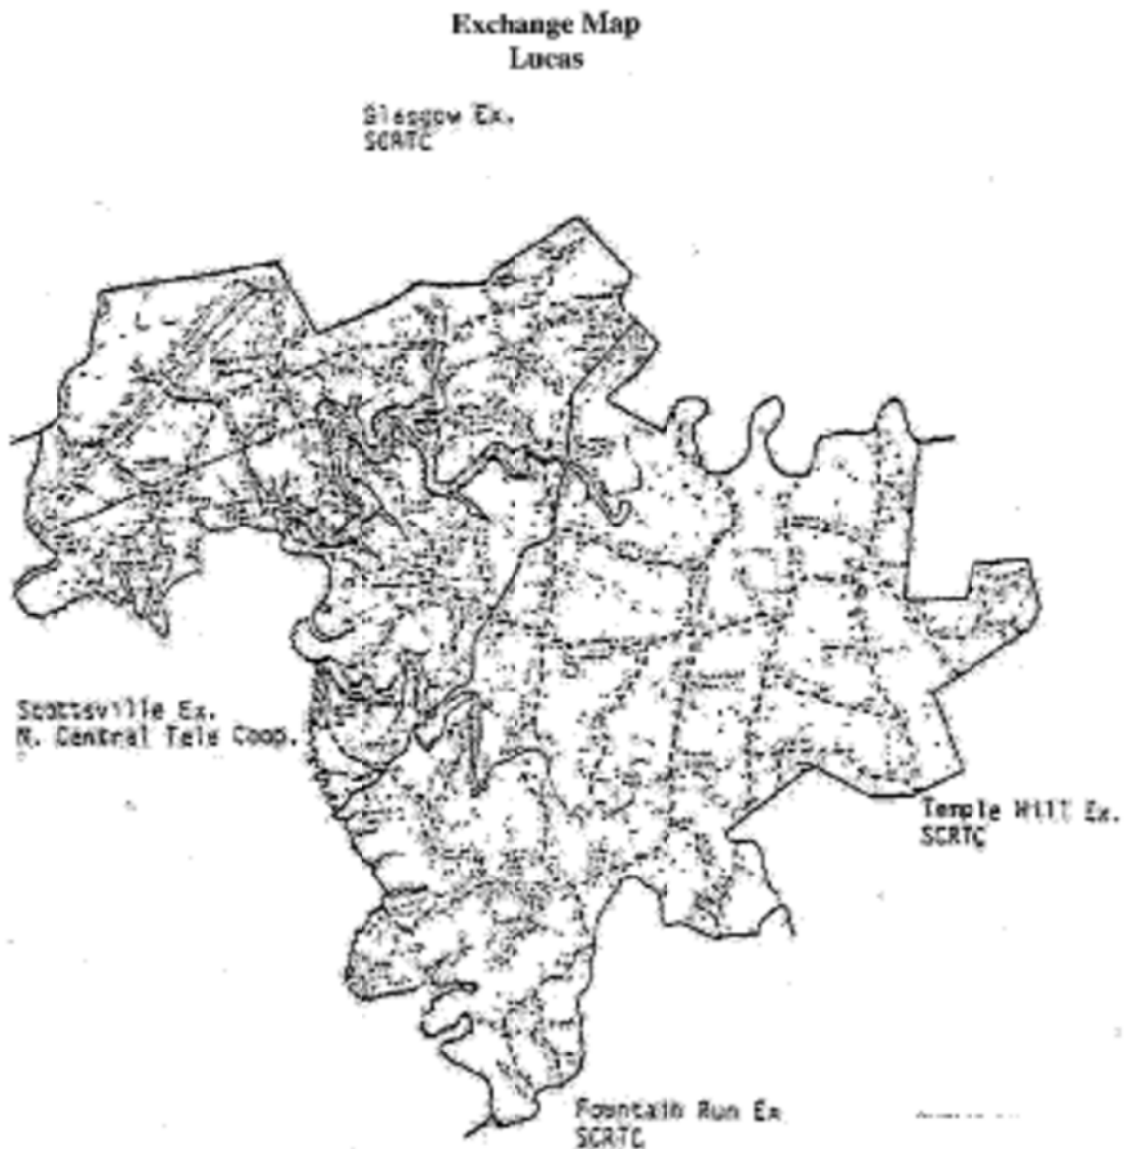 Exchange Map
Lucas
Glasgow Ex.
SCRTC
Scottsville Ex.
N. Central Tele Coop.
Temple Hill Ex.
SCRTC
Fountain Run Ex
SCRTC